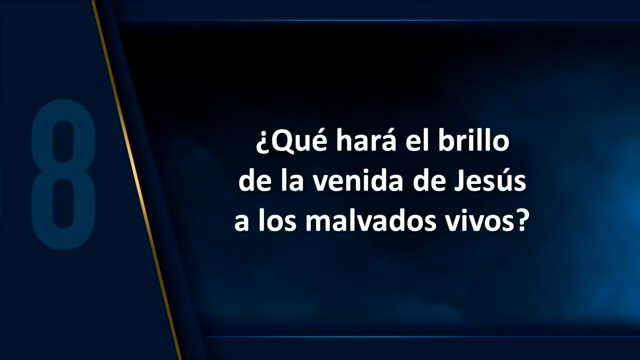 8
¿Qué hará el brillo
de la venida de Jesús
a los malvados vivos?